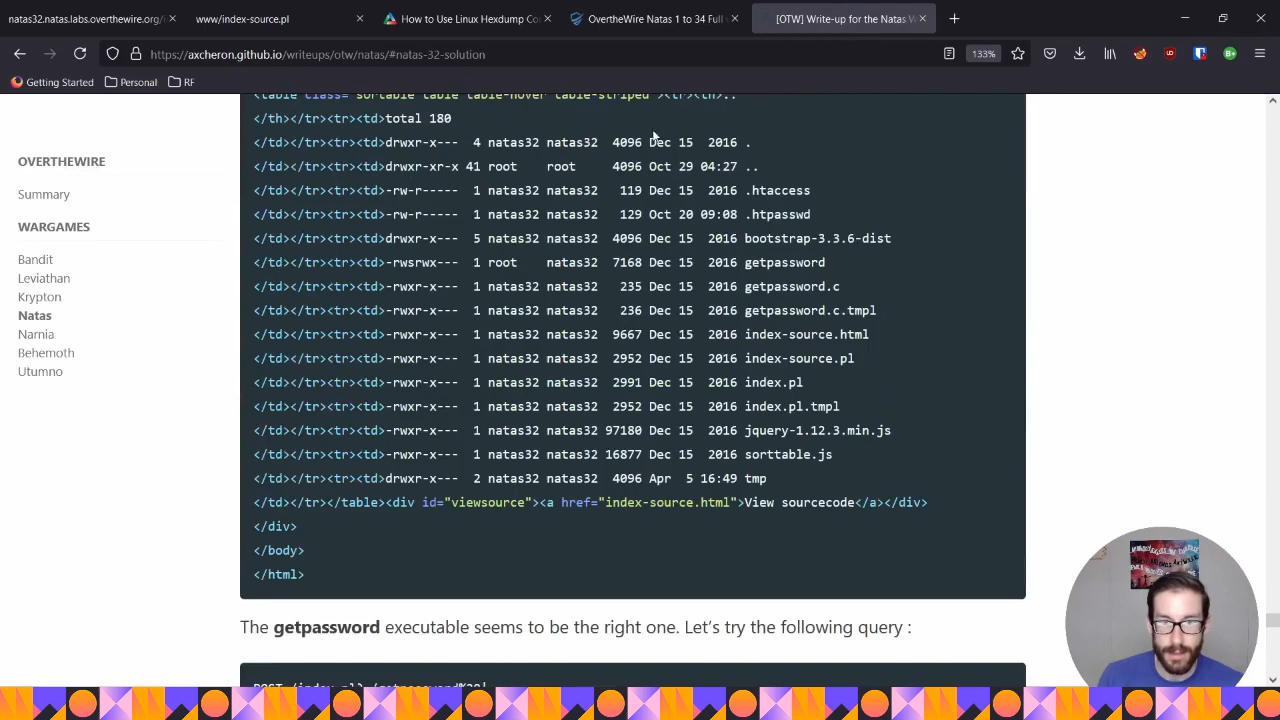 natas32.natas.labs.overthewire.org/i
www/index-source.pl
How to Use Linux Hexdump Co
OvertheWire Natas 1 to 34 Full
[OTW] Write-up for the Natas W
https://axcheron.github.io/writeups/otw/natas/#natas-32-solution
133%
Getting Started
Personal
RF
OVERTHEWIRE
Summary
WARGAMES
Bandit
Leviathan
Krypton
Natas
Narnia
Behemoth
Utumno
<table class="sortable table table-hover table-striped"><tr><th>..
</th></tr><tr><td>total 180
</td></tr><tr><td>drwxr-x---  4 natas32 natas32  4096 Dec 15  2016 .
</td></tr><tr><td>drwxr-xr-x 41 root    root     4096 Oct 29 04:27 ..
</td></tr><tr><td>-rw-r-----  1 natas32 natas32   119 Dec 15  2016 .htaccess
</td></tr><tr><td>-rw-r-----  1 natas32 natas32   129 Oct 20 09:08 .htpasswd
</td></tr><tr><td>drwxr-x---  5 natas32 natas32  4096 Dec 15  2016 bootstrap-3.3.6-dist
</td></tr><tr><td>-rwsrwx---  1 root    natas32  7168 Dec 15  2016 getpassword
</td></tr><tr><td>-rwxr-x---  1 natas32 natas32   235 Dec 15  2016 getpassword.c
</td></tr><tr><td>-rwxr-x---  1 natas32 natas32   236 Dec 15  2016 getpassword.c.tmpl
</td></tr><tr><td>-rwxr-x---  1 natas32 natas32  9667 Dec 15  2016 index-source.html
</td></tr><tr><td>-rwxr-x---  1 natas32 natas32  2952 Dec 15  2016 index-source.pl
</td></tr><tr><td>-rwxr-x---  1 natas32 natas32  2991 Dec 15  2016 index.pl
</td></tr><tr><td>-rwxr-x---  1 natas32 natas32  2952 Dec 15  2016 index.pl.tmpl
</td></tr><tr><td>-rwxr-x---  1 natas32 natas32 97180 Dec 15  2016 jquery-1.12.3.min.js
</td></tr><tr><td>-rwxr-x---  1 natas32 natas32 16877 Dec 15  2016 sorttable.js
</td></tr><tr><td>drwxr-x---  2 natas32 natas32  4096 Apr  5 16:49 tmp
</td></tr></table><div id="viewsource"><a href="index-source.html">View sourcecode</a></div>
</div>
</body>
</html>
The getpassword executable seems to be the right one. Let's try the following query :